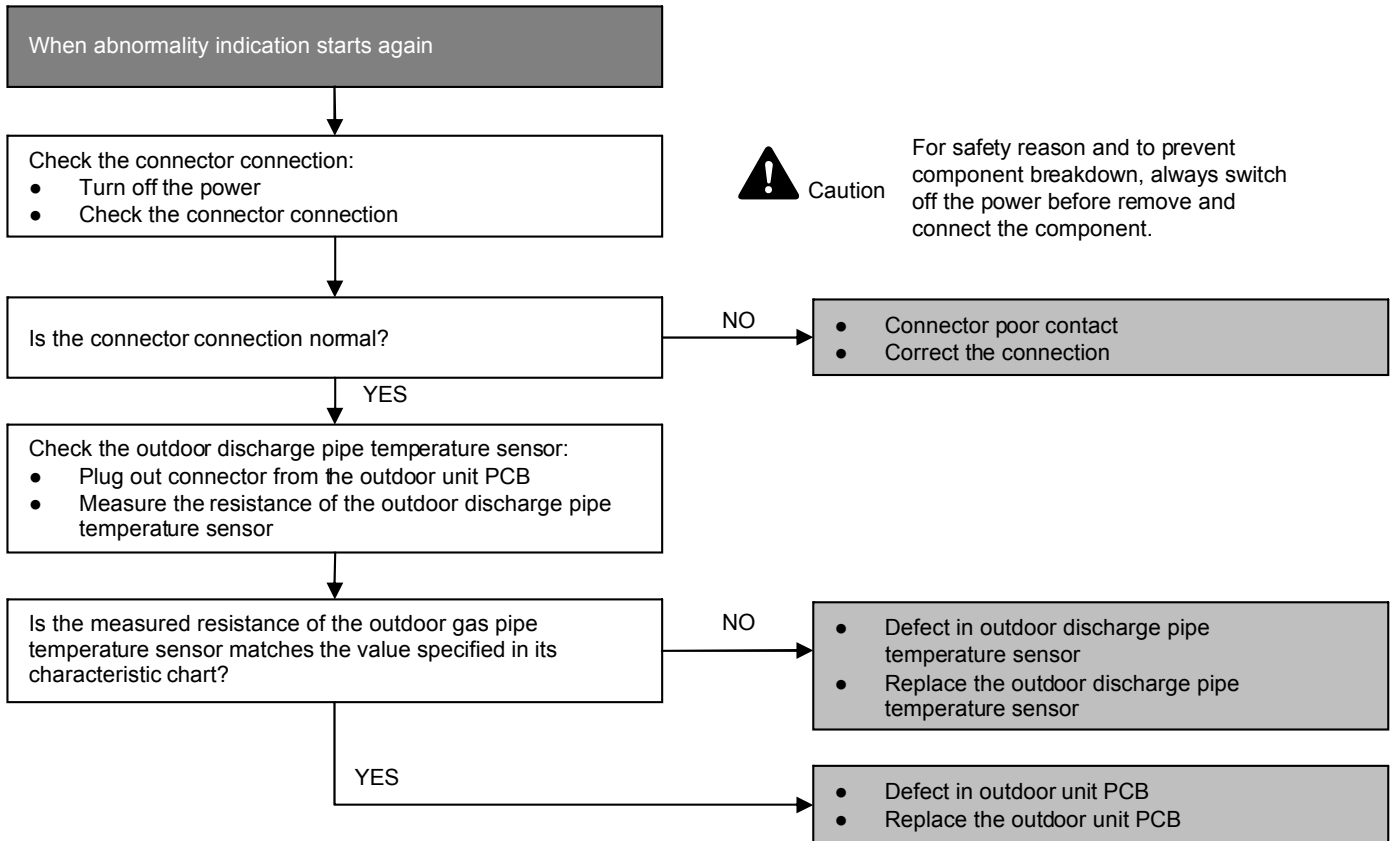 When abnormality indication starts again
Check the connector connection:
● Turn off the power
● Check the connector connection
Caution
For safety reason and to prevent
component breakdown, always switch
off the power before remove and
connect the component.
Is the connector connection normal?
NO
● Connector poor contact
● Correct the connection
YES
Check the outdoor discharge pipe temperature sensor:
● Plug out connector from the outdoor unit PCB
● Measure the resistance of the outdoor discharge pipe
temperature sensor
Is the measured resistance of the outdoor gas pipe
temperature sensor matches the value specified in its
characteristic chart?
NO
● Defect in outdoor discharge pipe
temperature sensor
● Replace the outdoor discharge pipe
temperature sensor
YES
● Defect in outdoor unit PCB
● Replace the outdoor unit PCB